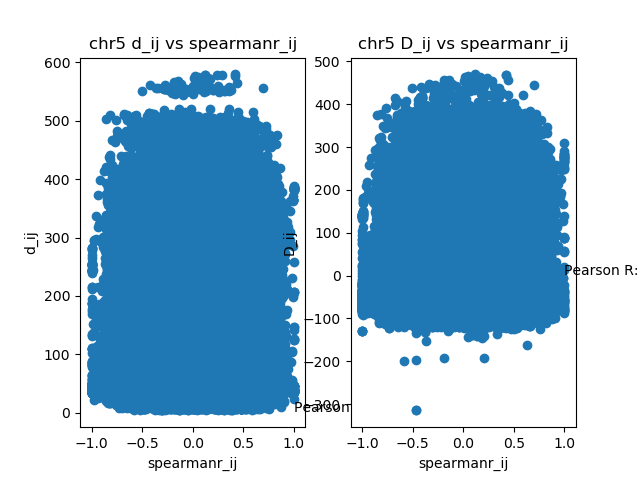 chr5 d_ij vs spearmanr_ij
600
500
400
300
200
100
0
d_ij
−1.0 −0.5 0.0 0.5 1.0
spearmanr_ij
Pearson
chr5 D_ij vs spearmanr_ij
500
400
300
200
100
0
−100
−200
−300
D_ij
−1.0 −0.5 0.0 0.5 1.0
spearmanr_ij
Pearson R: